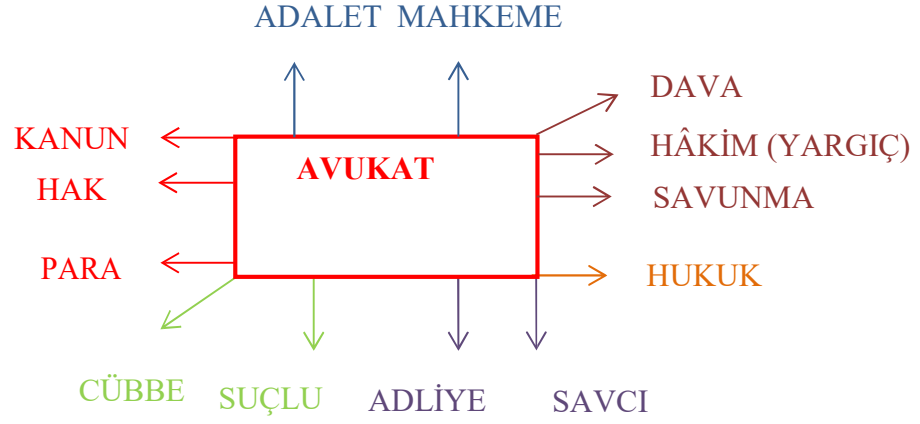 ADALET MAHKEME
DAVA
KANUN
HÂKİM (YARGIÇ)
AVUKAT
HAK
SAVUNMA
PARA
HUKUK
CÜBBE
SUÇLU
ADLİYE
SAVCI